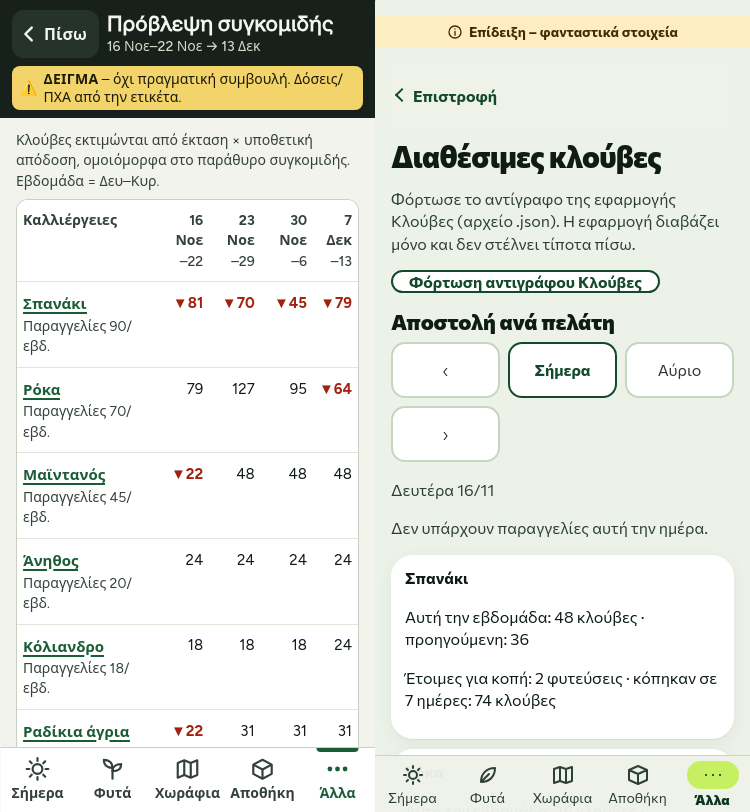 Πίσω
Πρόβλεψη συγκομιδής
16 Νοε–22 Νοε → 13 Δεκ
ΔΕΙΓΜΑ – όχι πραγματική συμβουλή. Δόσεις/
ΠΧΑ από την ετικέτα.
Κλούβες εκτιμώνται από έκταση × υποθετική
απόδοση, ομοιόμορφα στο παράθυρο συγκομιδής.
Εβδομάδα = Δευ–Κυρ.
Καλλιέργειες 16 23 30 7
Νοε Νοε Νοε Δεκ
–22 –29 –6 –13
Σπανάκι ▼81 ▼70 ▼45 ▼79
Παραγγελίες 90/
εβδ.
Ρόκα 79 127 95 ▼64
Παραγγελίες 70/
εβδ.
Μαϊντανός ▼22 48 48 48
Παραγγελίες 45/
εβδ.
Άνηθος 24 24 24 24
Παραγγελίες 20/
εβδ.
Κόλιανδρο 18 18 18 24
Παραγγελίες 18/
εβδ.
Ραδίκια άγρια ▼22 31 31 31
Σήμερα Φυτά Χωράφια Αποθήκη Άλλα
Επίδειξη – φανταστικά στοιχεία
Επιστροφή
Διαθέσιμες κλούβες
Φόρτωσε το αντίγραφο της εφαρμογής
Κλούβες (αρχείο .json). Η εφαρμογή διαβάζει
μόνο και δεν στέλνει τίποτα πίσω.
Φόρτωση αντιγράφου Κλούβες
Αποστολή ανά πελάτη
‹ Σήμερα Αύριο
›
Δευτέρα 16/11
Δεν υπάρχουν παραγγελίες αυτή την ημέρα.
Σπανάκι
Αυτή την εβδομάδα: 48 κλούβες ·
προηγούμενη: 36
Έτοιμες για κοπή: 2 φυτεύσεις · κόπηκαν σε
7 ημέρες: 74 κλούβες
Σήμερα Φυτά Χωράφια Αποθήκη Άλλα